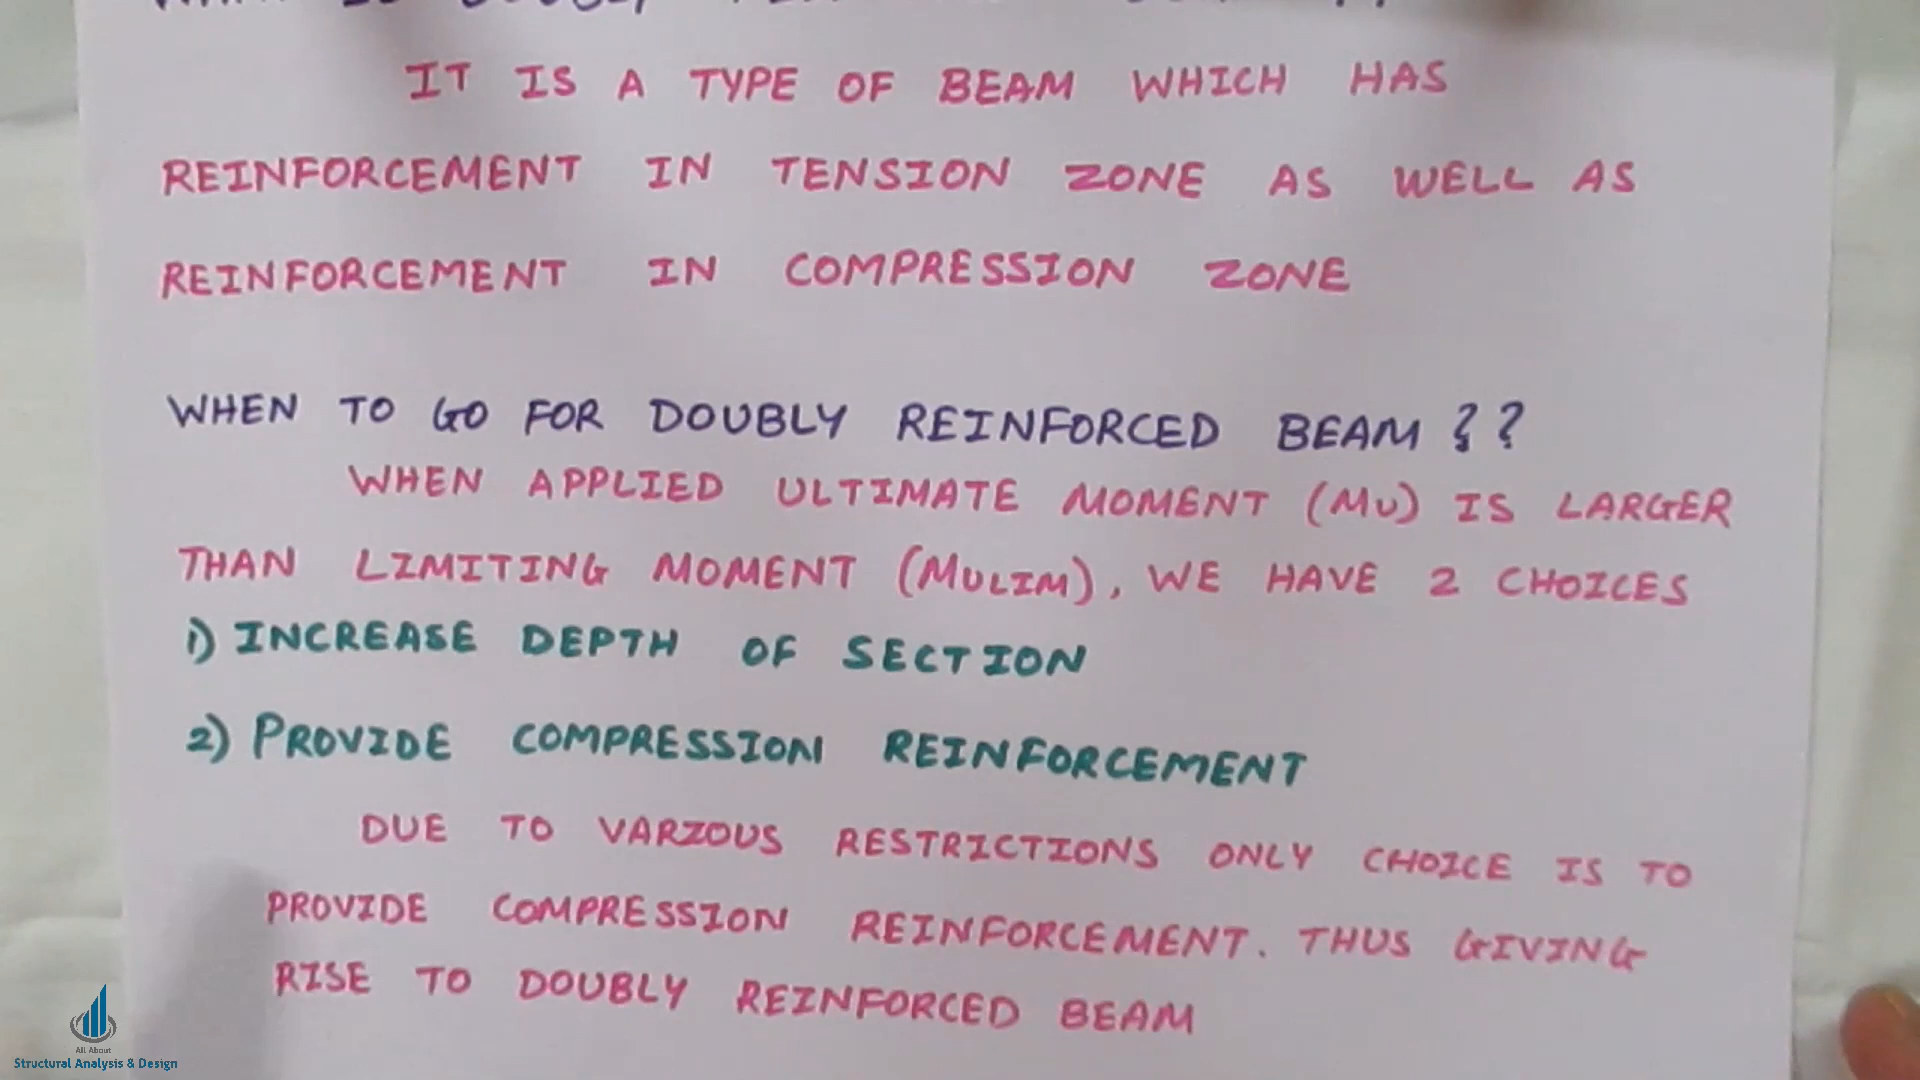 IT IS A TYPE OF BEAM WHICH HAS
REINFORCEMENT IN TENSION ZONE AS WELL AS
REINFORCEMENT IN COMPRESSION ZONE
WHEN TO GO FOR DOUBLY REINFORCED BEAM ??
WHEN APPLIED ULTIMATE MOMENT (MU) IS LARGER
THAN LIMITING MOMENT (MULIM), WE HAVE 2 CHOICES
1) INCREASE DEPTH OF SECTION
2) PROVIDE COMPRESSION REINFORCEMENT
DUE TO VARIOUS RESTRICTIONS ONLY CHOICE IS TO
PROVIDE COMPRESSION REINFORCEMENT. THUS GIVING
RISE TO DOUBLY REINFORCED BEAM
All About
Structural Analysis & Design